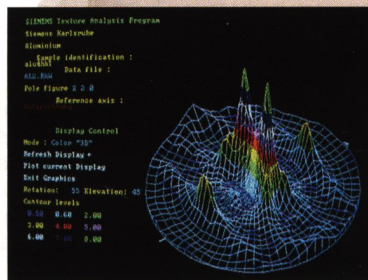 SIEMENS Texture Analysis Program
Siemens Karlsruhe
Aluminium
Sample identification :
Data File :
Pole figure 2 2 0
Reference axis :
Display Control
Mode : Color "3D"
Refresh Display +
Plot current Display
Exit Graphics
Rotation: 55 Elevation: 45
Contour levels
0.50 0.60 2.00
3.00 4.00 5.00
6.00 8.00